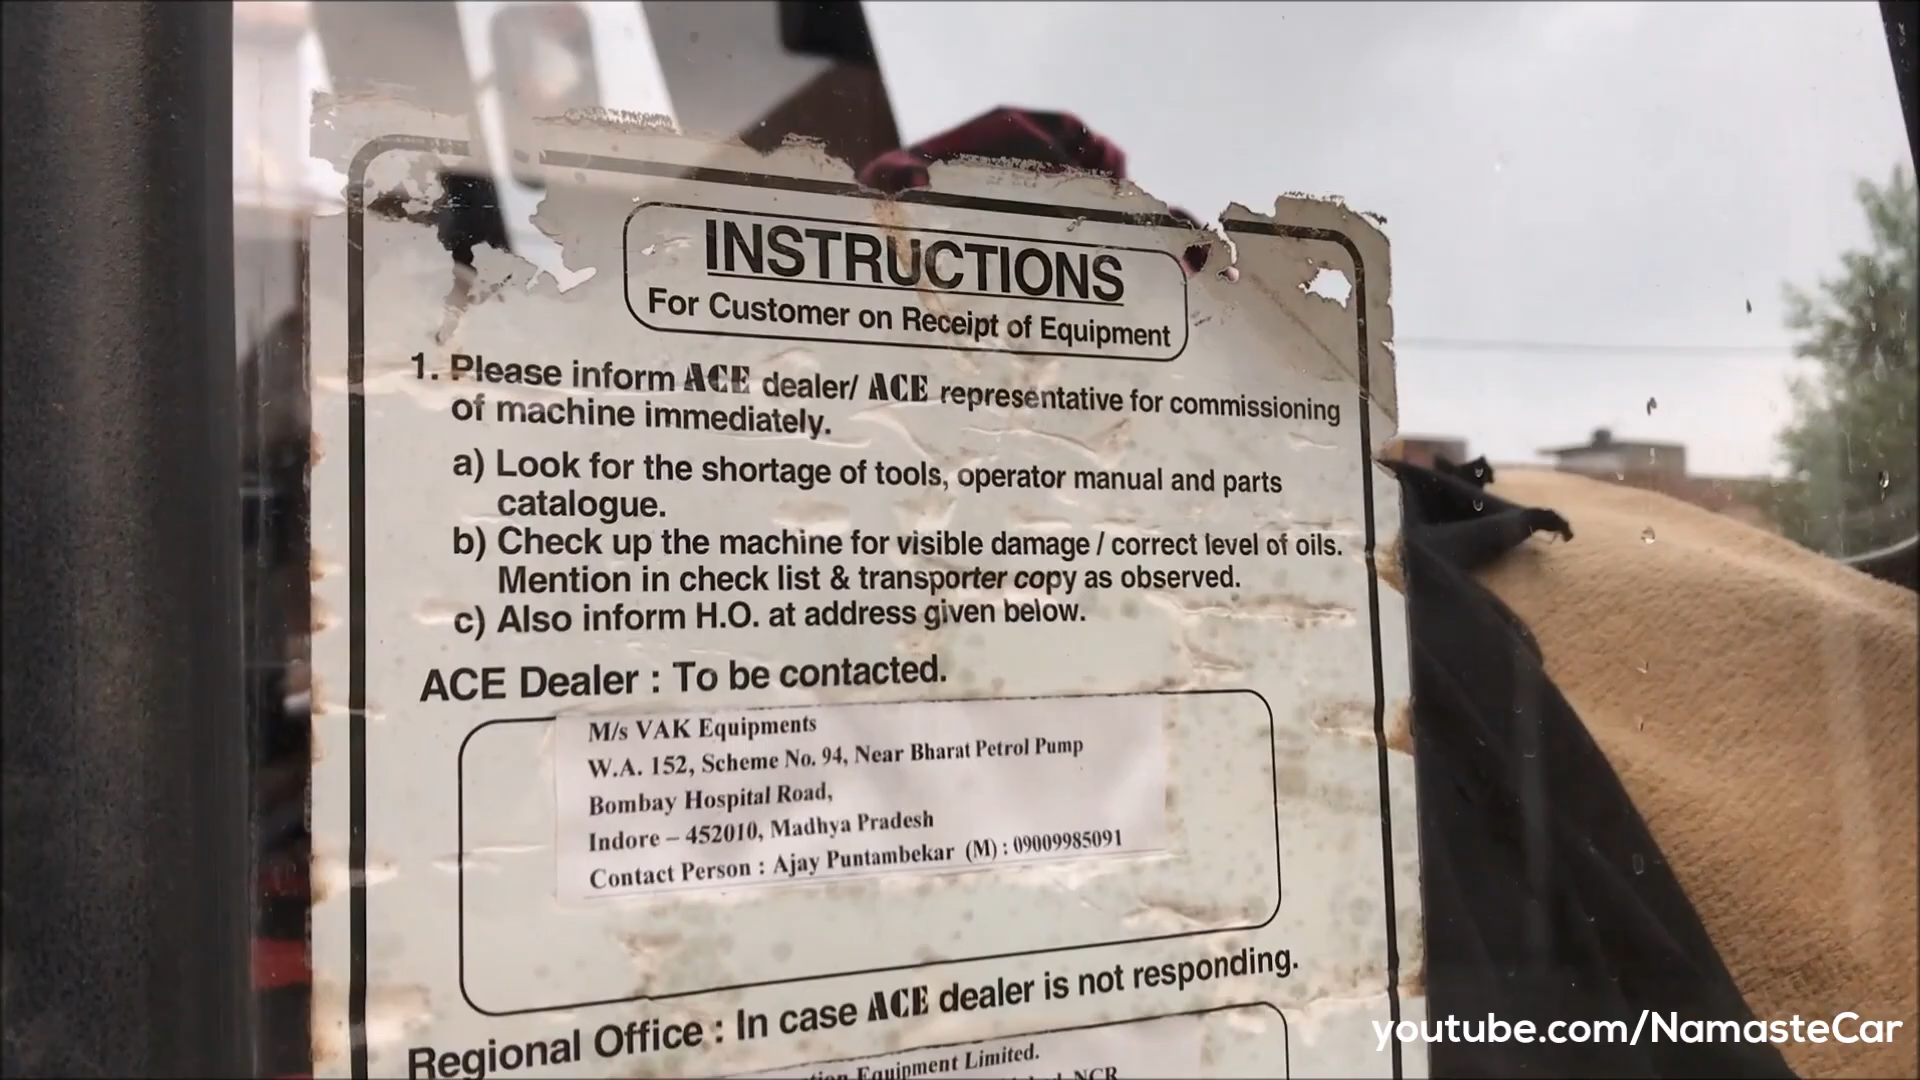 INSTRUCTIONS
For Customer on Receipt of Equipment
1. Please inform ACE dealer/ ACE representative for commissioning
of machine immediately.
a) Look for the shortage of tools, operator manual and parts
catalogue.
b) Check up the machine for visible damage / correct level of oils.
Mention in check list & transporter copy as observed.
c) Also inform H.O. at address given below.
ACE Dealer : To be contacted.
M/s VAK Equipments
W.A. 152, Scheme No. 94, Near Bharat Petrol Pump
Bombay Hospital Road,
Indore – 452010, Madhya Pradesh
Contact Person : Ajay Puntambekar (M) : 09009985091
Regional Office : In case ACE dealer is not responding.
Equipment Limited.
NCR
youtube.com/NamasteCar